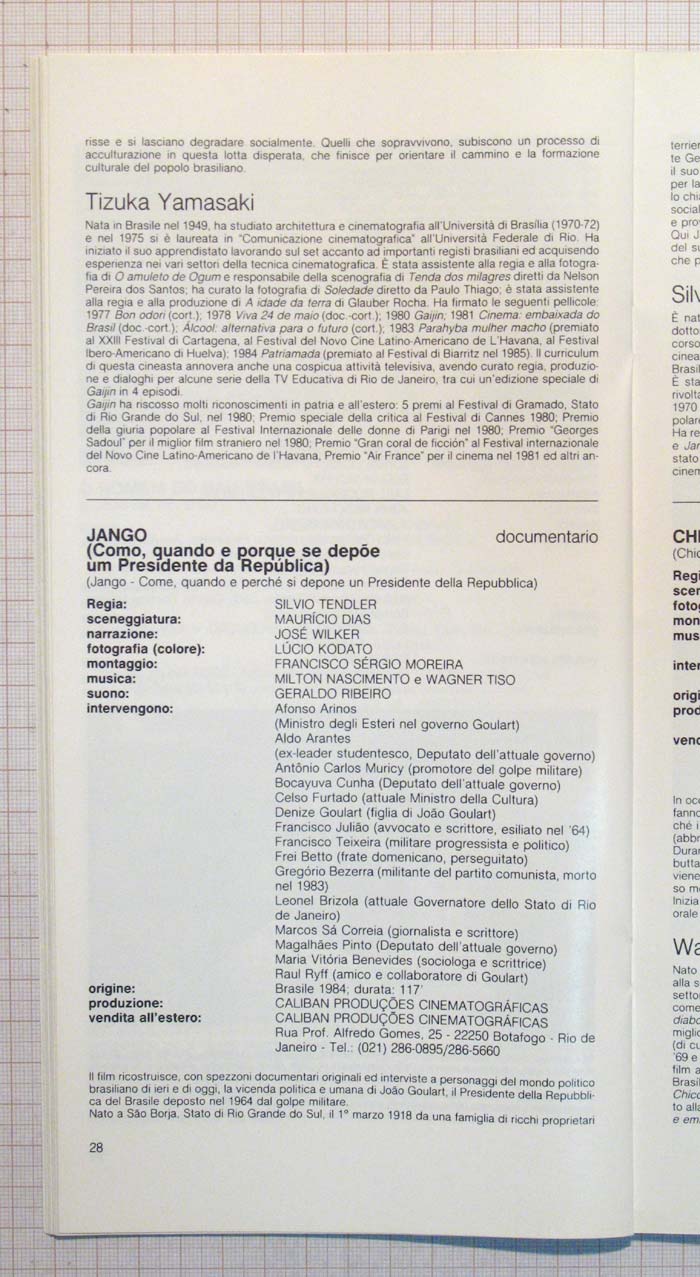 risse e si lasciano degradare socialmente. Quelli che sopravvivono, subiscono un processo di
acculturazione in questa lotta disperata, che finisce per orientare il cammino e la formazione
culturale del popolo brasiliano.
Tizuka Yamasaki
Nata in Brasile nel 1949, ha studiato architettura e cinematografia all'Università di Brasília (1970-72)
e nel 1975 si è laureata in "Comunicazione cinematografica" all'Università Federale di Rio. Ha
iniziato il suo apprendistato lavorando sul set accanto ad importanti registi brasiliani ed acquisendo
esperienza nei vari settori della tecnica cinematografica. È stata assistente alla regia e alla fotogra-
fia di O amuleto de Ogum e responsabile della scenografia di Tenda dos milagres diretti da Nelson
Pereira dos Santos; ha curato la fotografia di Soledade diretto da Paulo Thiago; è stata assistente
alla regia e alla produzione di A idade da terra di Glauber Rocha. Ha firmato le seguenti pellicole:
1977 Bon odori (cort.); 1978 Viva 24 de maio (doc.-cort.); 1980 Gaijin; 1981 Cinema: embaixada do
Brasil (doc.-cort.); Álcool: alternativa para o futuro (cort.); 1983 Parahyba mulher macho (premiato
al XXIII Festival di Cartagena, al Festival del Novo Cine Latino-Americano de L'Havana, al Festival
Ibero-Americano di Huelva); 1984 Patriamada (premiato al Festival di Biarritz nel 1985). Il curriculum
di questa cineasta annovera anche una cospicua attività televisiva, avendo curato regia, produzio-
ne e dialoghi per alcune serie della TV Educativa di Rio de Janeiro, tra cui un'edizione speciale di
Gaijin in 4 episodi.
Gaijin ha riscosso molti riconoscimenti in patria e all'estero: 5 premi al Festival di Gramado, Stato
di Rio Grande do Sul, nel 1980; Premio speciale della critica al Festival di Cannes 1980; Premio
della giuria popolare al Festival Internazionale delle donne di Parigi nel 1980; Premio "Georges
Sadoul" per il miglior film straniero nel 1980; Premio "Gran coral de ficción" al Festival internazionale
del Novo Cine Latino-Americano de l'Havana, Premio "Air France" per il cinema nel 1981 ed altri an-
cora.
JANGO documentario
(Como, quando e porque se depõe
um Presidente da República)
(Jango - Come, quando e perché si depone un Presidente della Repubblica)
Regia: SILVIO TENDLER
sceneggiatura: MAURÍCIO DIAS
narrazione: JOSÉ WILKER
fotografia (colore): LÚCIO KODATO
montaggio: FRANCISCO SÉRGIO MOREIRA
musica: MILTON NASCIMENTO e WAGNER TISO
suono: GERALDO RIBEIRO
intervengono: Afonso Arinos
(Ministro degli Esteri nel governo Goulart)
Aldo Arantes
(ex-leader studentesco, Deputato dell'attuale governo)
Antônio Carlos Muricy (promotore del golpe militare)
Bocayuva Cunha (Deputato dell'attuale governo)
Celso Furtado (attuale Ministro della Cultura)
Denize Goulart (figlia di João Goulart)
Francisco Julião (avvocato e scrittore, esiliato nel '64)
Francisco Teixeira (militare progressista e politico)
Frei Betto (frate domenicano, perseguitato)
Gregório Bezerra (militante del partito comunista, morto
nel 1983)
Leonel Brizola (attuale Governatore dello Stato di Rio
de Janeiro)
Marcos Sá Correia (giornalista e scrittore)
Magalhães Pinto (Deputato dell'attuale governo)
Maria Vitória Benevides (sociologa e scrittrice)
Raul Ryff (amico e collaboratore di Goulart)
origine: Brasile 1984; durata: 117'
produzione: CALIBAN PRODUÇÕES CINEMATOGRÁFICAS
vendita all'estero: CALIBAN PRODUÇÕES CINEMATOGRÁFICAS
Rua Prof. Alfredo Gomes, 25 - 22250 Botafogo - Rio de
Janeiro - Tel.: (021) 286-0895/286-5660
Il film ricostruisce, con spezzoni documentari originali ed interviste a personaggi del mondo politico
brasiliano di ieri e di oggi, la vicenda politica e umana di João Goulart, il Presidente della Repubbli-
ca del Brasile deposto nel 1964 dal golpe militare.
Nato a São Borja, Stato di Rio Grande do Sul, il 1° marzo 1918 da una famiglia di ricchi proprietari
28